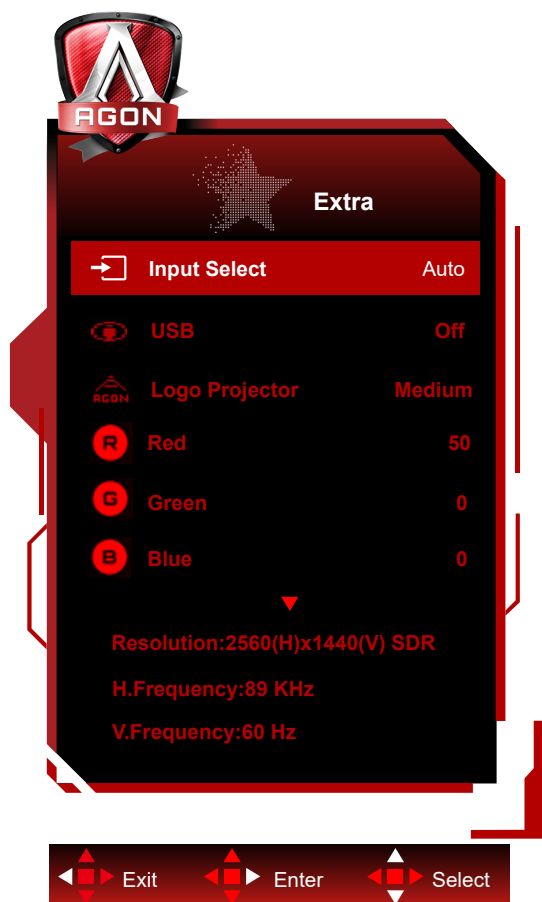 AGON
Extra
Input Select Auto
USB Off
AGON Logo Projector Medium
R Red 50
G Green 0
B Blue 0
Resolution:2560(H)x1440(V) SDR
H.Frequency:89 KHz
V.Frequency:60 Hz
Exit Enter Select